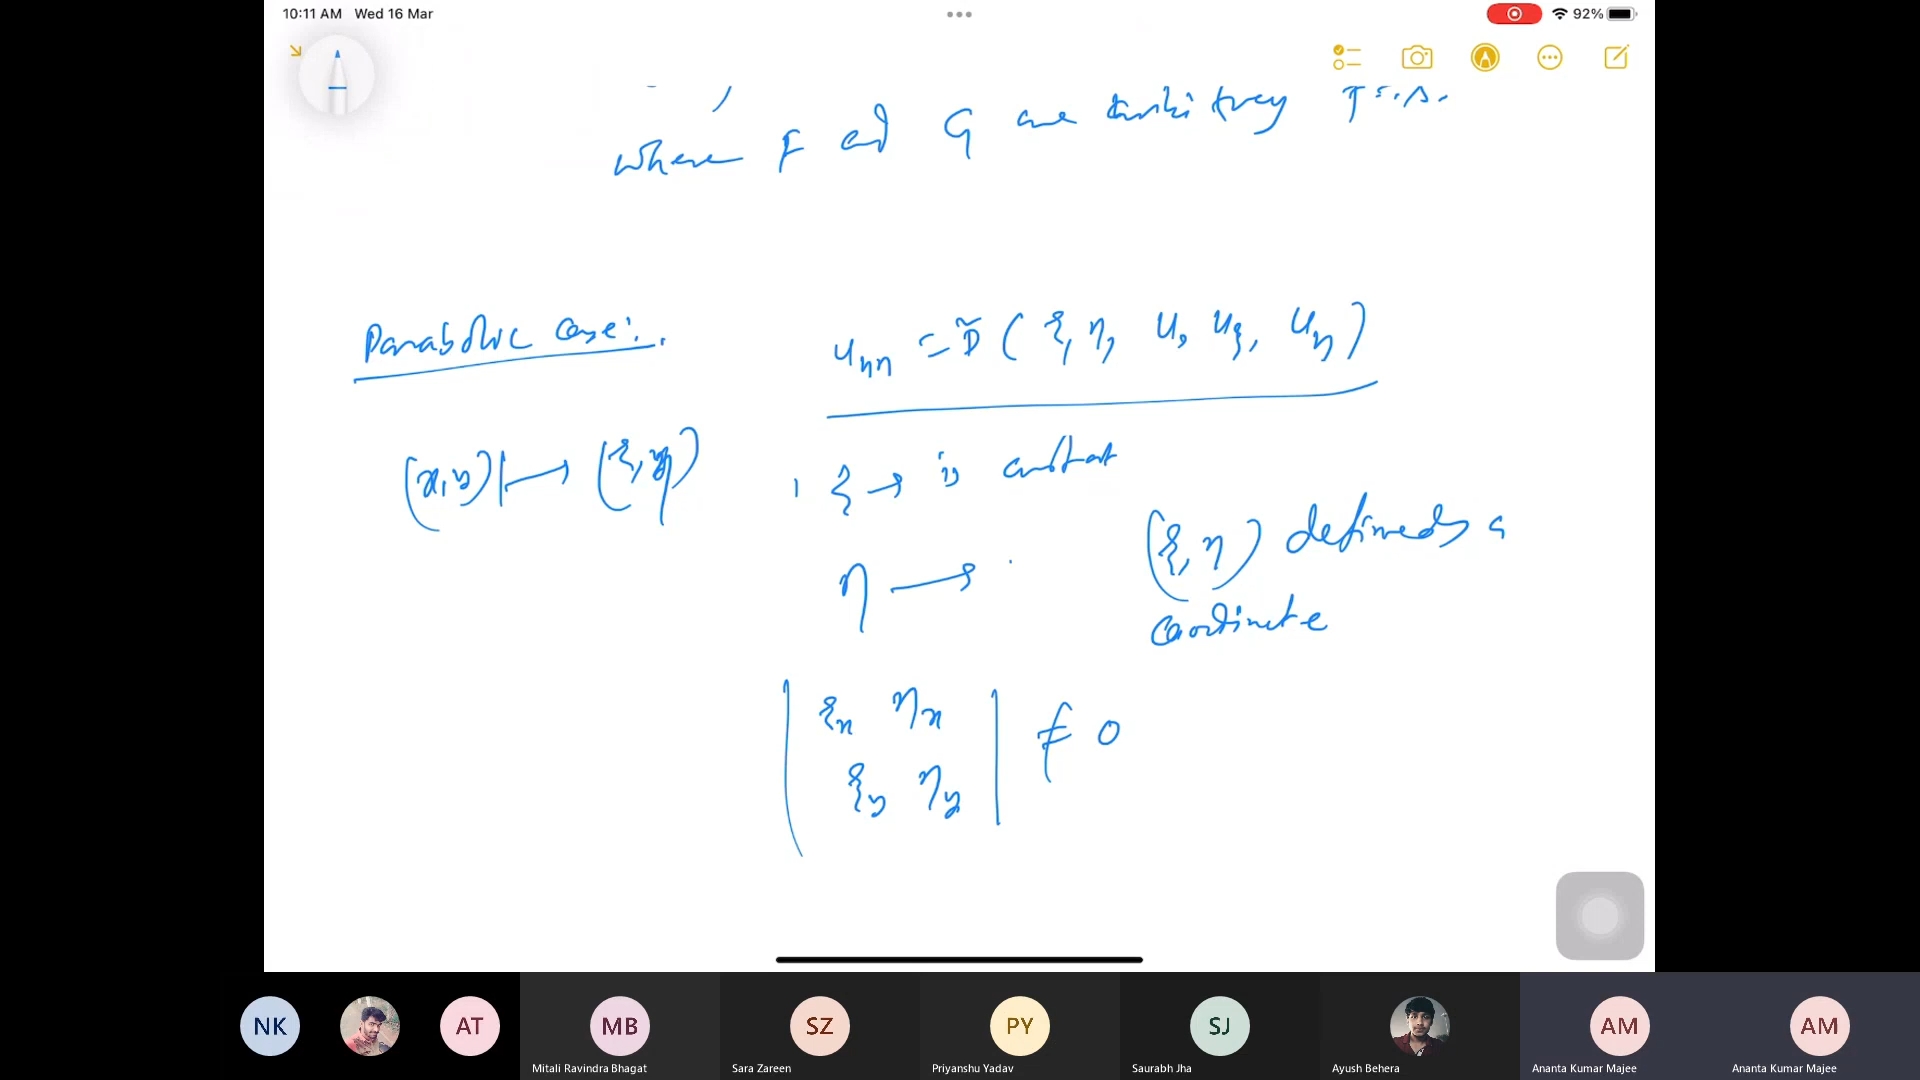 10:11 AM Wed 16 Mar
92%
where F and G are arbitrary
Parabolic Case:
u_ηη = D̃ (ξ, η, u, u_ξ, u_η)
(x,y) ↦ (ξ, η)
ξ → is constant
(ξ, η) defineds a
η →
coordinate
| ξ_x η_x |
≠ 0
| ξ_y η_y |
NK
AT
MB
SZ
PY
SJ
AM
AM
Mitali Ravindra Bhagat
Sara Zareen
Priyanshu Yadav
Saurabh Jha
Ayush Behera
Ananta Kumar Majee
Ananta Kumar Majee